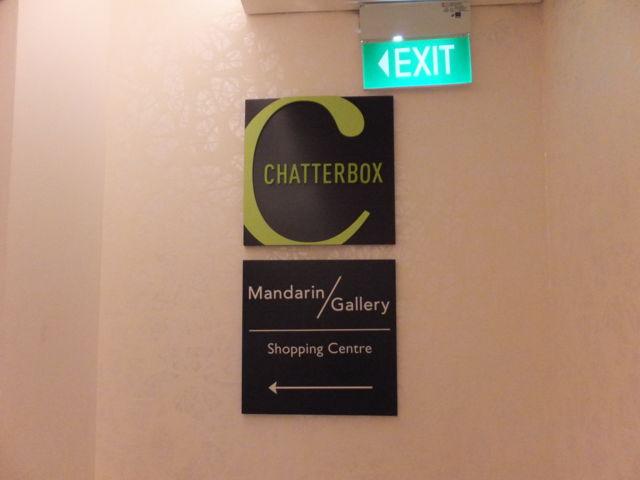 EXIT
CHATTERBOX
Mandarin/
Gallery
Shopping Centre